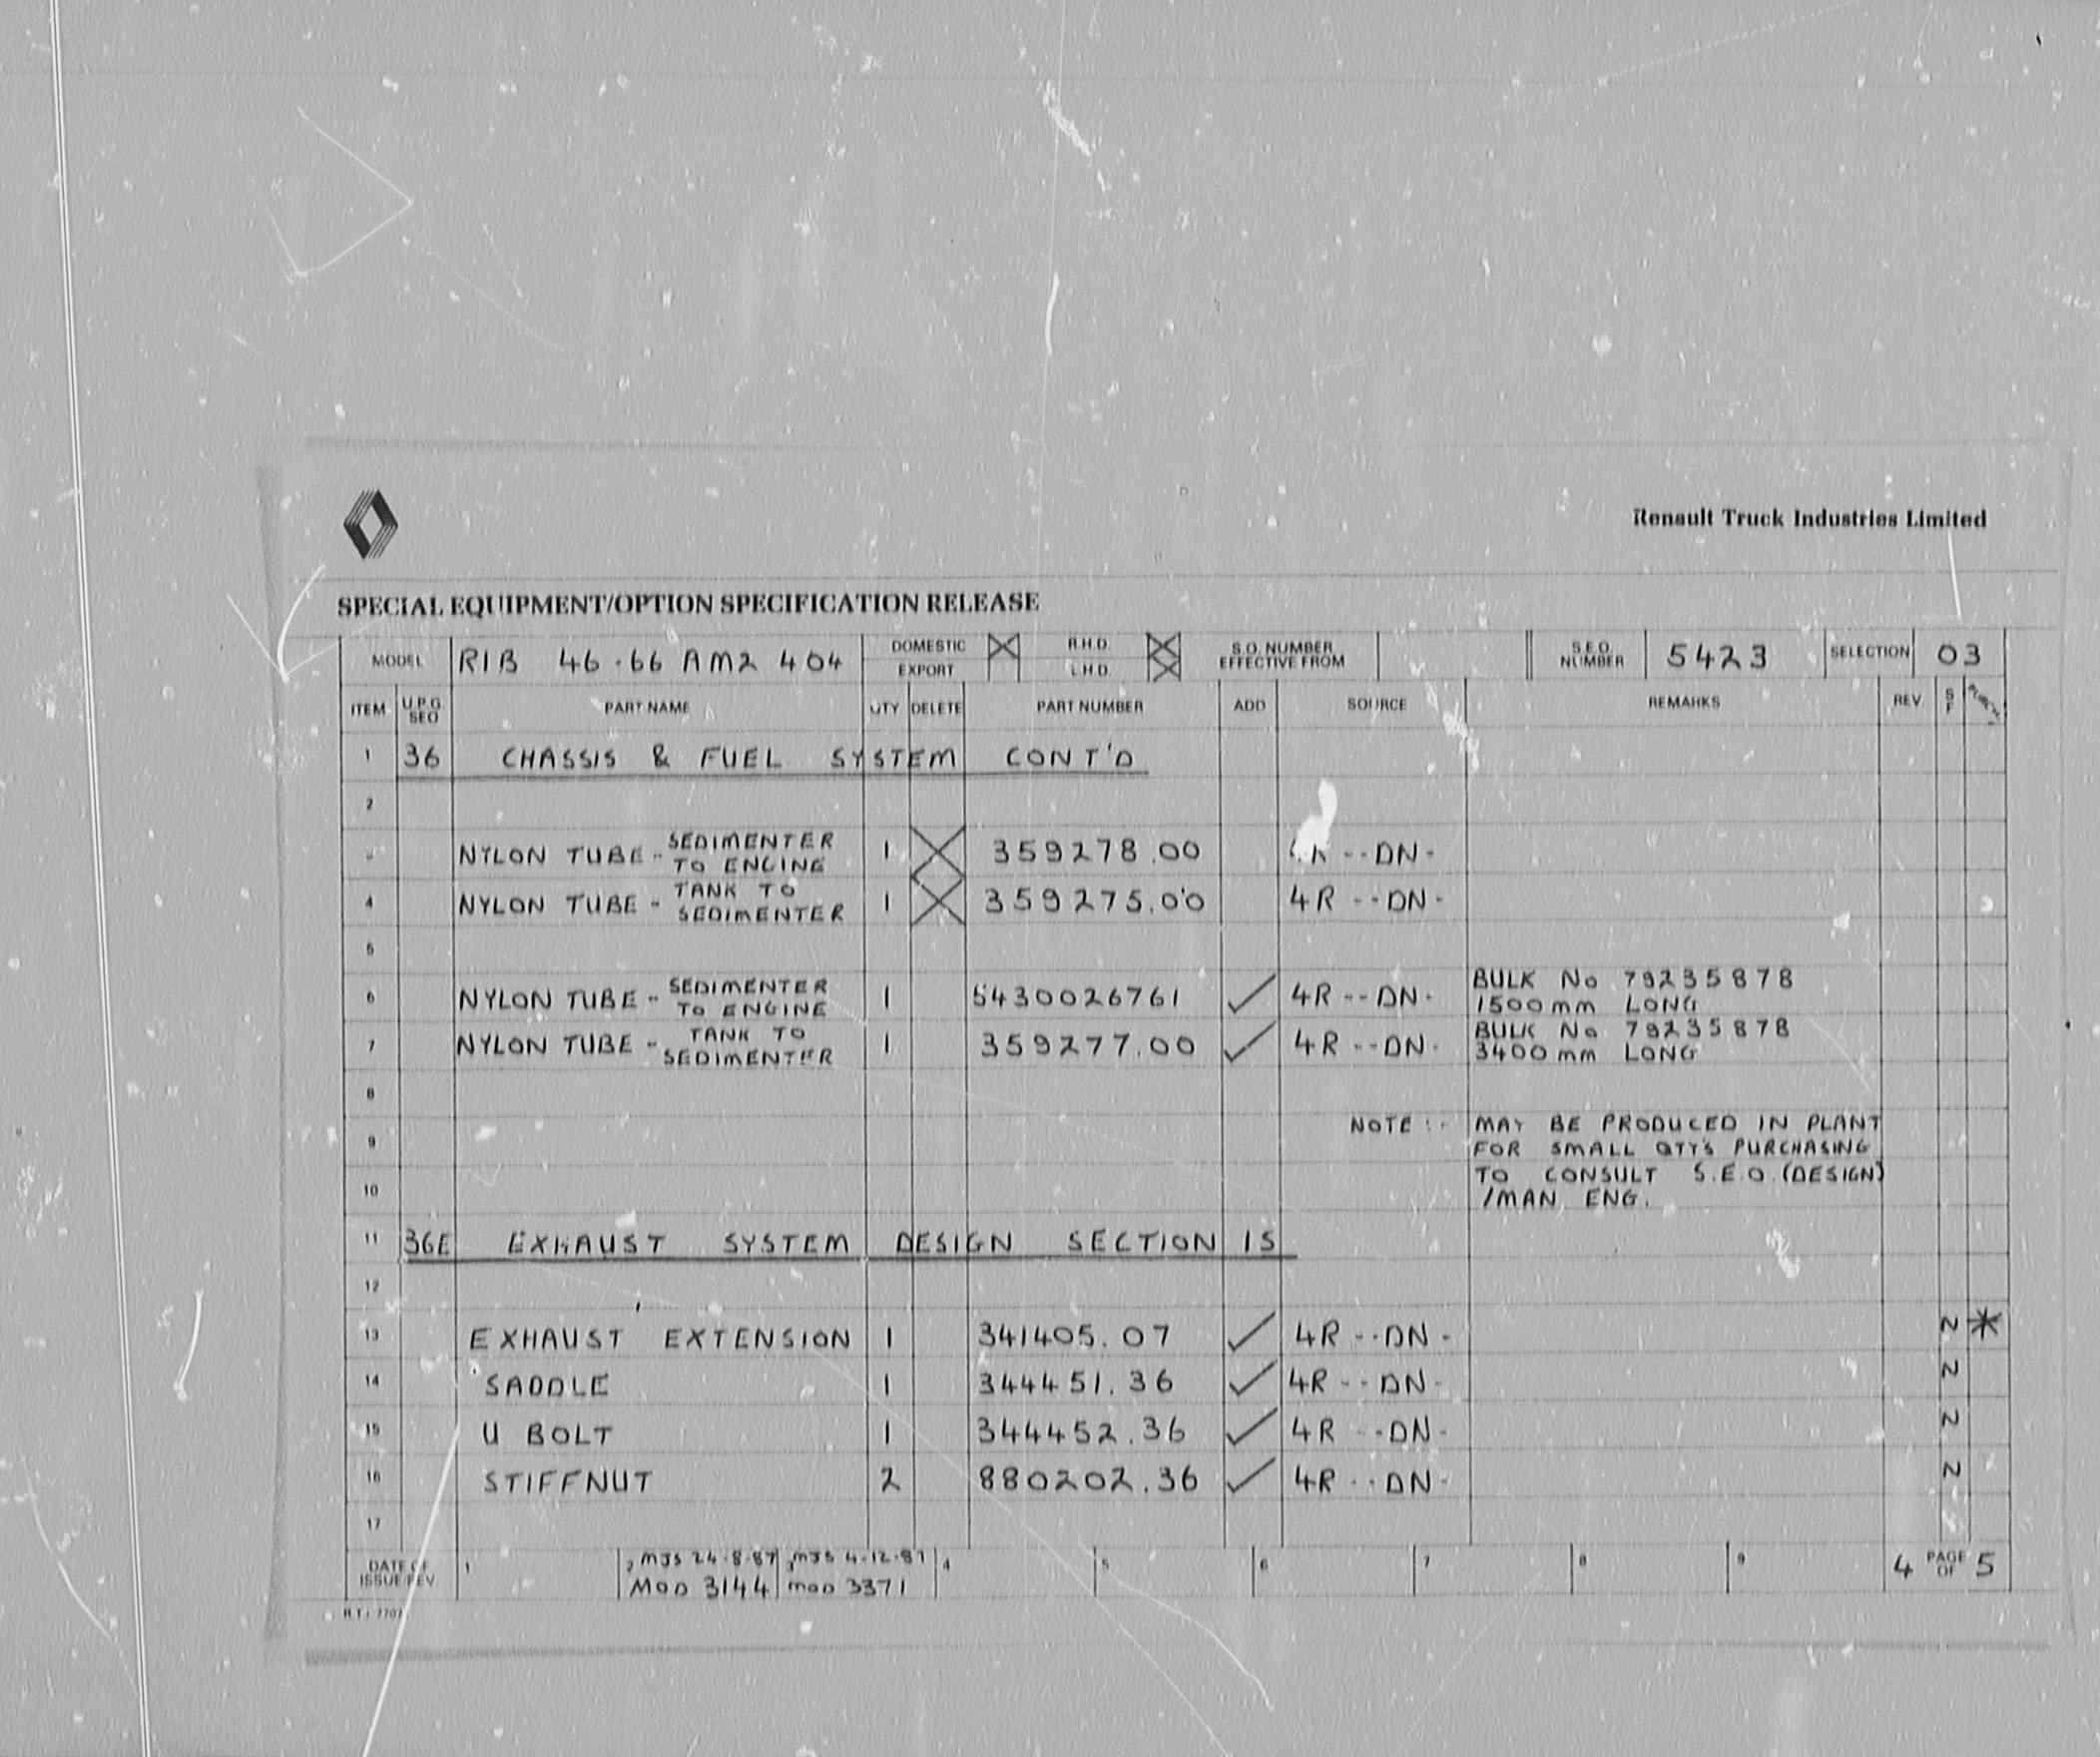 Renault Truck Industries Limited
SPECIAL EQUIPMENT/OPTION SPECIFICATION RELEASE
MODEL RIB 46.66 AM2 404 DOMESTIC EXPORT R.H.D. L.H.D. S.O. NUMBER EFFECTIVE FROM S.E.O. NUMBER 5423 SELECTION 03
ITEM U.P.G. SEQ PART NAME QTY DELETE PART NUMBER ADD SOURCE REMARKS REV S F
1 36 CHASSIS & FUEL SYSTEM CONT'D
2
NYLON TUBE - SEDIMENTER TO ENGINE 1 359278.00 4R -- DN -
4 NYLON TUBE - TANK TO SEDIMENTER 1 359275.00 4R -- DN -
5
6 NYLON TUBE - SEDIMENTER TO ENGINE 1 5430026761 ✓ 4R -- DN - BULK No 79235878 1500mm LONG
7 NYLON TUBE - TANK TO SEDIMENTER 1 359277.00 ✓ 4R -- DN - BULK No 79235878 3400mm LONG
8
NOTE :- MAY BE PRODUCED IN PLANT
9 FOR SMALL QTY'S PURCHASING
10 TO CONSULT S.E.O. (DESIGN)
/MAN ENG.
11 36E EXHAUST SYSTEM DESIGN SECTION 15
12
13 EXHAUST EXTENSION 1 341405.07 ✓ 4R -- DN - N *
14 SADDLE 1 344451.36 ✓ 4R -- DN - N
15 U BOLT 1 344452.36 ✓ 4R -- DN - N
16 STIFFNUT 2 880202.36 ✓ 4R -- DN - N
17
DATE OF ISSUE/REV. 1 MJS 24.8.87 MOD 3144 MJS 4.12.87 MOD 3371 4 5 6 7 8 9 4 PAGE OF 5